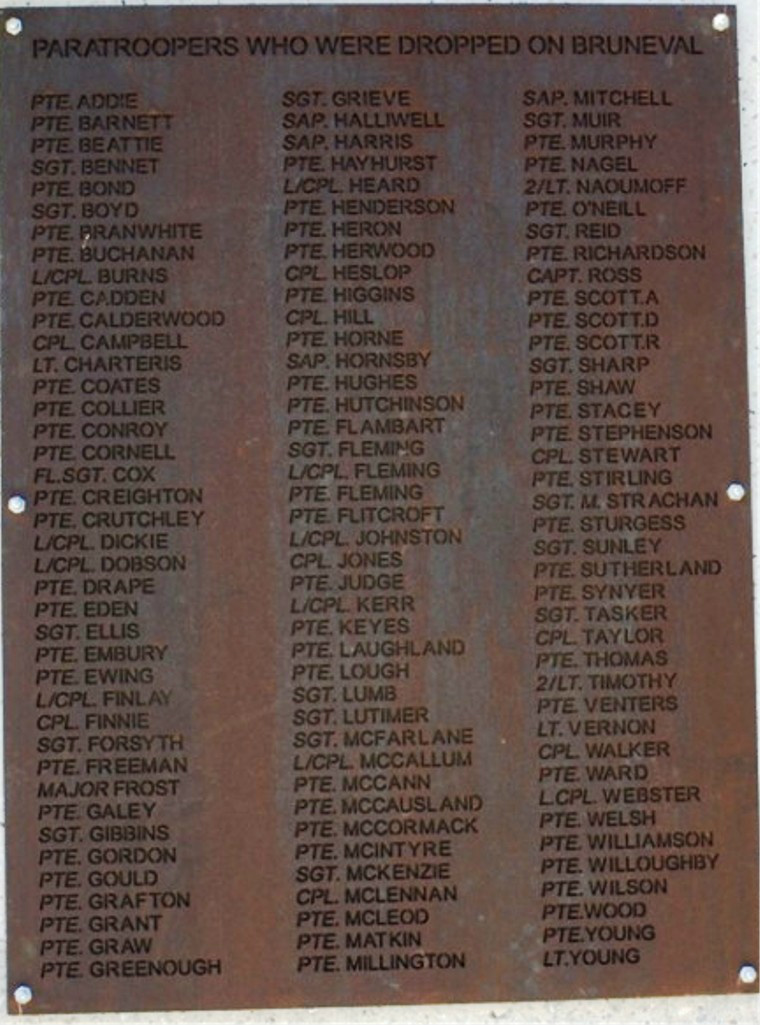 PARATROOPERS WHO WERE DROPPED ON BRUNEVAL
PTE. ADDIE
PTE. BARNETT
PTE. BEATTIE
SGT. BENNET
PTE. BOND
SGT. BOYD
PTE. BRANWHITE
PTE. BUCHANAN
L/CPL. BURNS
PTE. CADDEN
PTE. CALDERWOOD
CPL. CAMPBELL
LT. CHARTERIS
PTE. COATES
PTE. COLLIER
PTE. CONROY
PTE. CORNELL
FL.SGT. COX
PTE. CREIGHTON
PTE. CRUTCHLEY
L/CPL. DICKIE
L/CPL. DOBSON
PTE. DRAPE
PTE. EDEN
SGT. ELLIS
PTE. EMBURY
PTE. EWING
L/CPL. FINLAY
CPL. FINNIE
SGT. FORSYTH
PTE. FREEMAN
MAJOR FROST
PTE. GALEY
SGT. GIBBINS
PTE. GORDON
PTE. GOULD
PTE. GRAFTON
PTE. GRANT
PTE. GRAW
PTE. GREENOUGH
SGT. GRIEVE
SAP. HALLIWELL
SAP. HARRIS
PTE. HAYHURST
L/CPL. HEARD
PTE. HENDERSON
PTE. HERON
PTE. HERWOOD
CPL. HESLOP
PTE. HIGGINS
CPL. HILL
PTE. HORNE
SAP. HORNSBY
PTE. HUGHES
PTE. HUTCHINSON
PTE. FLAMBART
SGT. FLEMING
L/CPL. FLEMING
PTE. FLEMING
PTE. FLITCROFT
L/CPL. JOHNSTON
CPL. JONES
PTE. JUDGE
L/CPL. KERR
PTE. KEYES
PTE. LAUGHLAND
PTE. LOUGH
SGT. LUMB
SGT. LUTIMER
SGT. MCFARLANE
L/CPL. MCCALLUM
PTE. MCCANN
PTE. MCCAUSLAND
PTE. MCCORMACK
PTE. MCINTYRE
SGT. MCKENZIE
CPL. MCLENNAN
PTE. MCLEOD
PTE. MATKIN
PTE. MILLINGTON
SAP. MITCHELL
SGT. MUIR
PTE. MURPHY
PTE. NAGEL
2/LT. NAOUMOFF
PTE. O'NEILL
SGT. REID
PTE. RICHARDSON
CAPT. ROSS
PTE. SCOTT.A
PTE. SCOTT.D
PTE. SCOTT.R
SGT. SHARP
PTE. SHAW
PTE. STACEY
PTE. STEPHENSON
CPL. STEWART
PTE. STIRLING
SGT. M. STRACHAN
PTE. STURGESS
SGT. SUNLEY
PTE. SUTHERLAND
PTE. SYNYER
SGT. TASKER
CPL. TAYLOR
PTE. THOMAS
2/LT. TIMOTHY
PTE. VENTERS
LT. VERNON
CPL. WALKER
PTE. WARD
L.CPL. WEBSTER
PTE. WELSH
PTE. WILLIAMSON
PTE. WILLOUGHBY
PTE. WILSON
PTE.WOOD
PTE.YOUNG
LT.YOUNG